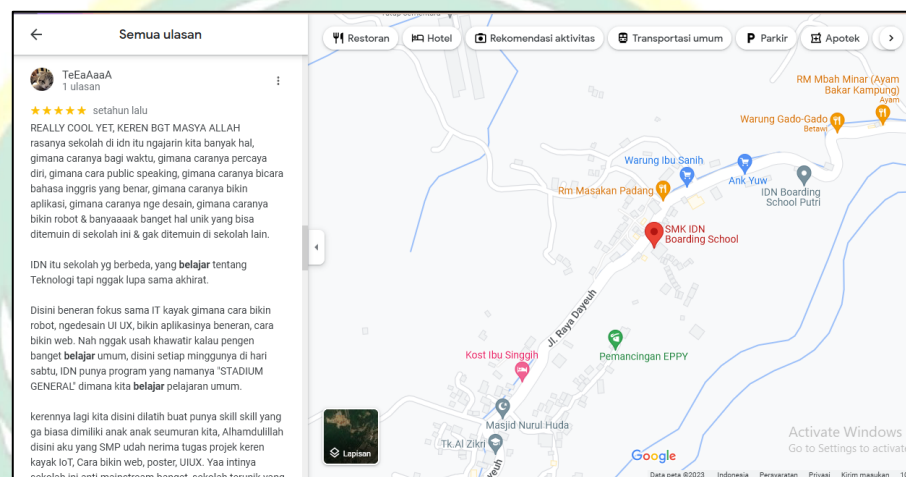 Semua ulasan
TeEaAaaA
1 ulasan
setahun lalu
REALLY COOL YET, KEREN BGT MASYA ALLAH
rasanya sekolah di idn itu ngajarin kita banyak hal,
gimana caranya bagi waktu, gimana caranya percaya
diri, gimana cara public speaking, gimana caranya bicara
bahasa inggris yang benar, gimana caranya bikin
aplikasi, gimana caranya nge desain, gimana caranya
bikin robot & banyaaaak banget hal unik yang bisa
ditemuin di sekolah ini & gak ditemuin di sekolah lain.
IDN itu sekolah yg berbeda, yang belajar tentang
Teknologi tapi nggak lupa sama akhirat.
Disini beneran fokus sama IT kayak gimana cara bikin
robot, ngedesain UI UX, bikin aplikasinya beneran, cara
bikin web. Nah nggak usah khawatir kalau pengen
banget belajar umum, disini setiap minggunya di hari
sabtu, IDN punya program yang namanya "STADIUM
GENERAL" dimana kita belajar pelajaran umum.
kerennya lagi kita disini dilatih buat punya skill skill yang
ga biasa dimiliki anak anak seumuran kita, Alhamdulillah
disini aku yang SMP udah nerima tugas projek keren
kayak IoT, Cara bikin web, poster, UIUX. Yaa intinya
sekolah ini anti mainstream banget, sekolah terunik yang
Restoran
Hotel
Rekomendasi aktivitas
Transportasi umum
Parkir
Apotek
RM Mbah Minar (Ayam
Bakar Kampung)
Ayam
Warung Gado-Gado
Betawi
Warung Ibu Sanih
Ank Yuw
Rm Masakan Padang
IDN Boarding
School Putri
SMK IDN
Boarding School
Jl. Raya Dayeuh
Kost Ibu Singgih
Pemancingan EPPY
Masjid Nurul Huda
Tk.Al Zikri
Lapisan
Google
Activate Windows
Go to Settings to activate
Data peta ©2023 Indonesia Persyaratan Privasi Kirim masukan